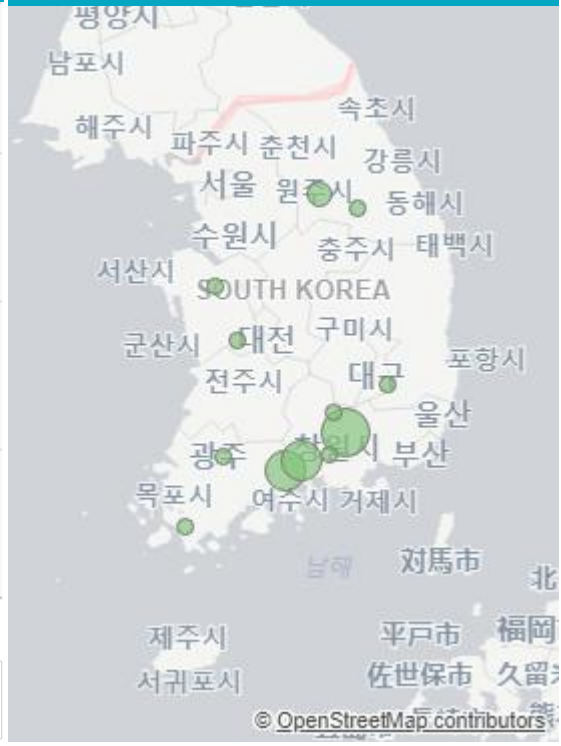 평양시
남포시
속초시
해주시
파주시 춘천시
강릉시
서울
동해시
수원시
충주시 태백시
서산시
SOUTH KOREA
대전 구미시
군산시
포항시
전주시
대구
울산
광주
부산
목포시
여수시 거제시
남해
対馬市
北
제주시
平戸市 福岡
서귀포시
佐世保市 久留
© OpenStreetMap contributors